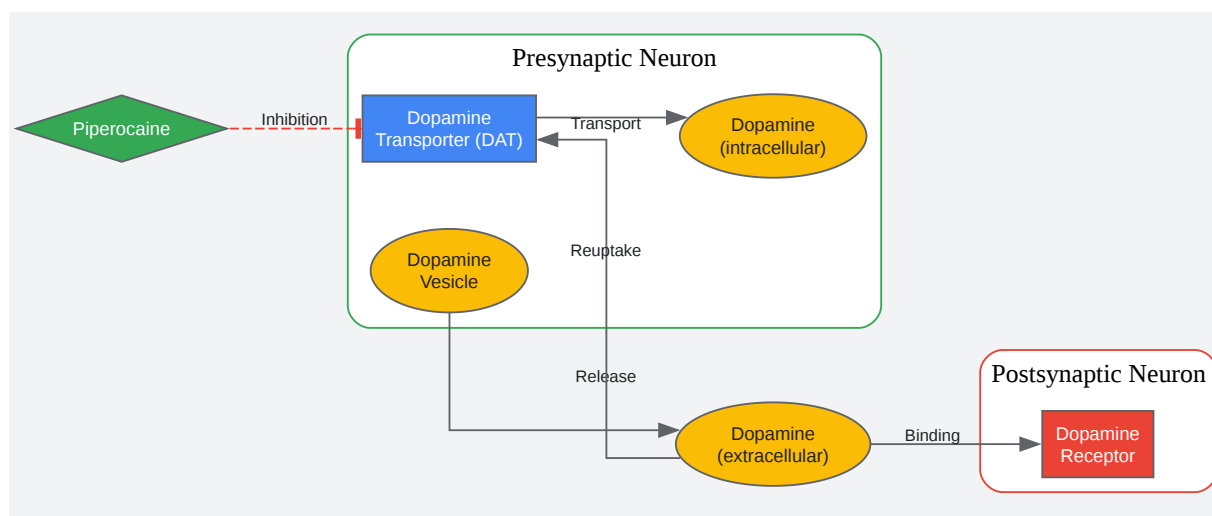 Presynaptic Neuron
Piperocaine
Inhibition
Dopamine
Transporter (DAT)
Transport
Dopamine
(intracellular)
Dopamine
Vesicle
Reuptake
Release
Postsynaptic Neuron
Dopamine
(extracellular)
Binding
Dopamine
Receptor